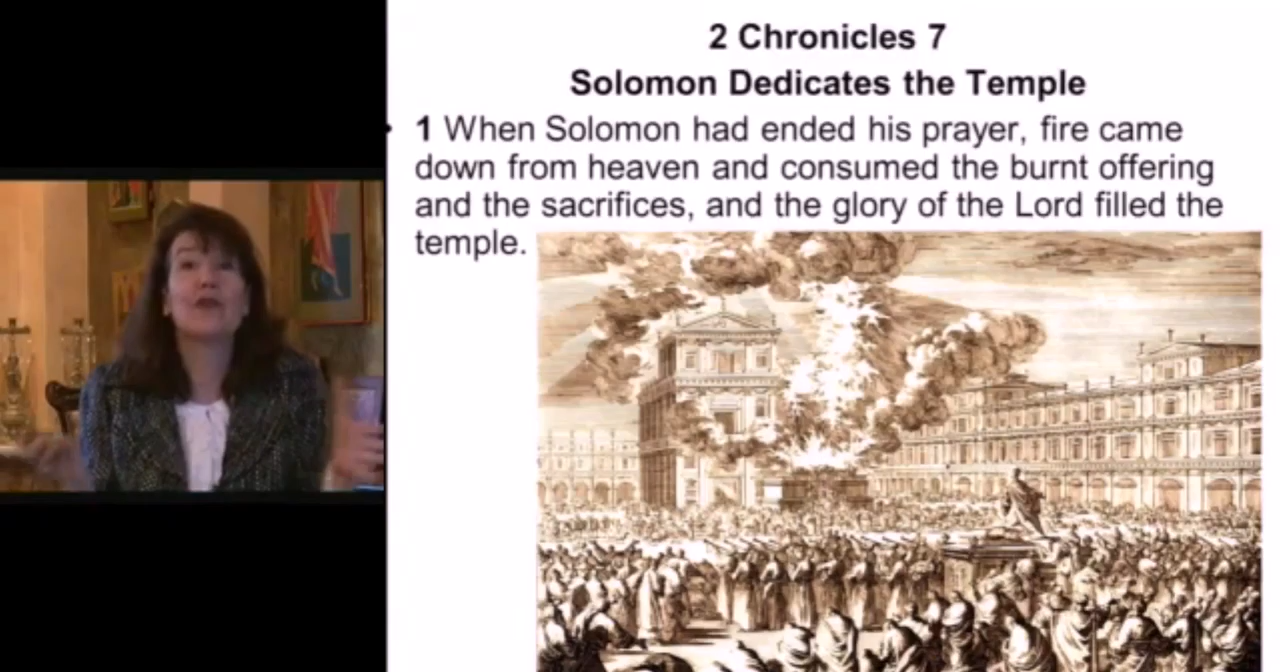 2 Chronicles 7
Solomon Dedicates the Temple
1 When Solomon had ended his prayer, fire came
down from heaven and consumed the burnt offering
and the sacrifices, and the glory of the Lord filled the
temple.